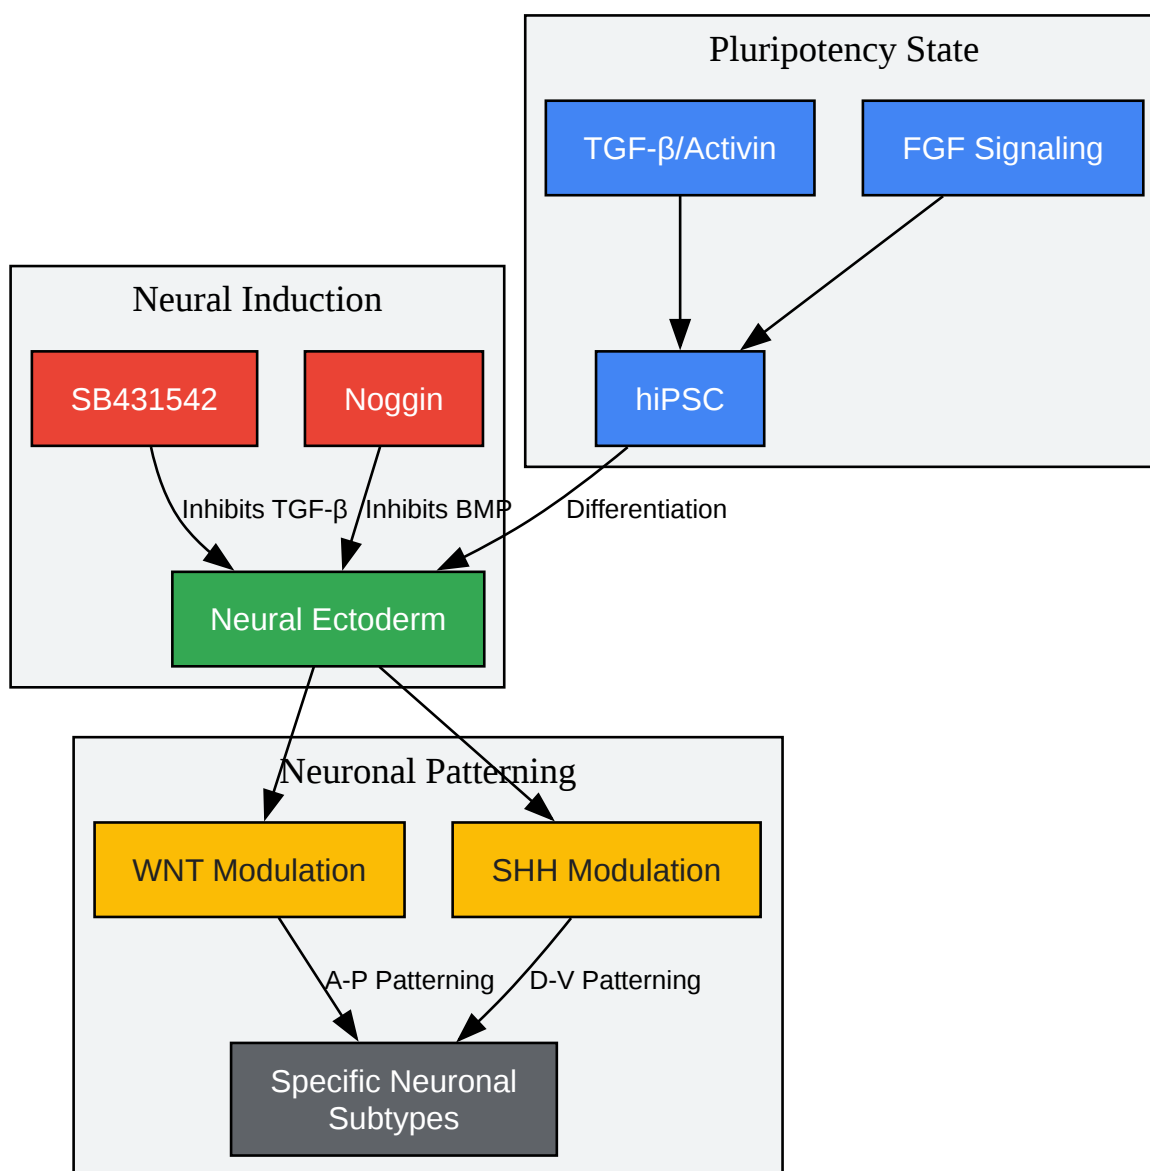 Pluripotency State
TGF-β/Activin
FGF Signaling
Neural Induction
SB431542
Noggin
hiPSC
Inhibits TGF-β
Inhibits BMP
Differentiation
Neural Ectoderm
Neuronal Patterning
WNT Modulation
SHH Modulation
A-P Patterning
D-V Patterning
Specific Neuronal
Subtypes